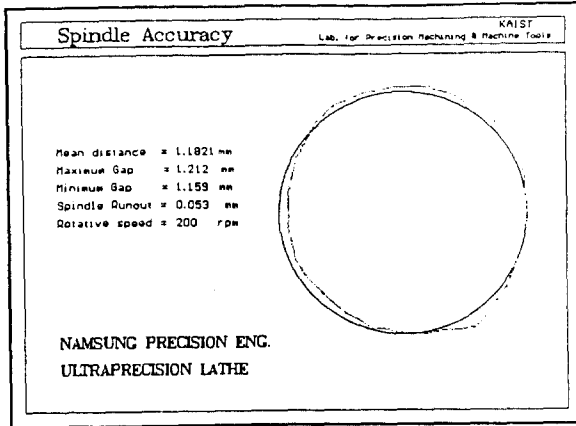 Spindle Accuracy
KAIST
Lab. for Precision Machining & Machine Tools
Mean distance = 1.1821 mm
Maximum Gap = 1.212 mm
Minimum Gap = 1.159 mm
Spindle Runout = 0.053 mm
Rotative speed = 200 rpm
NAMSUNG PRECISION ENG.
ULTRAPRECISION LATHE